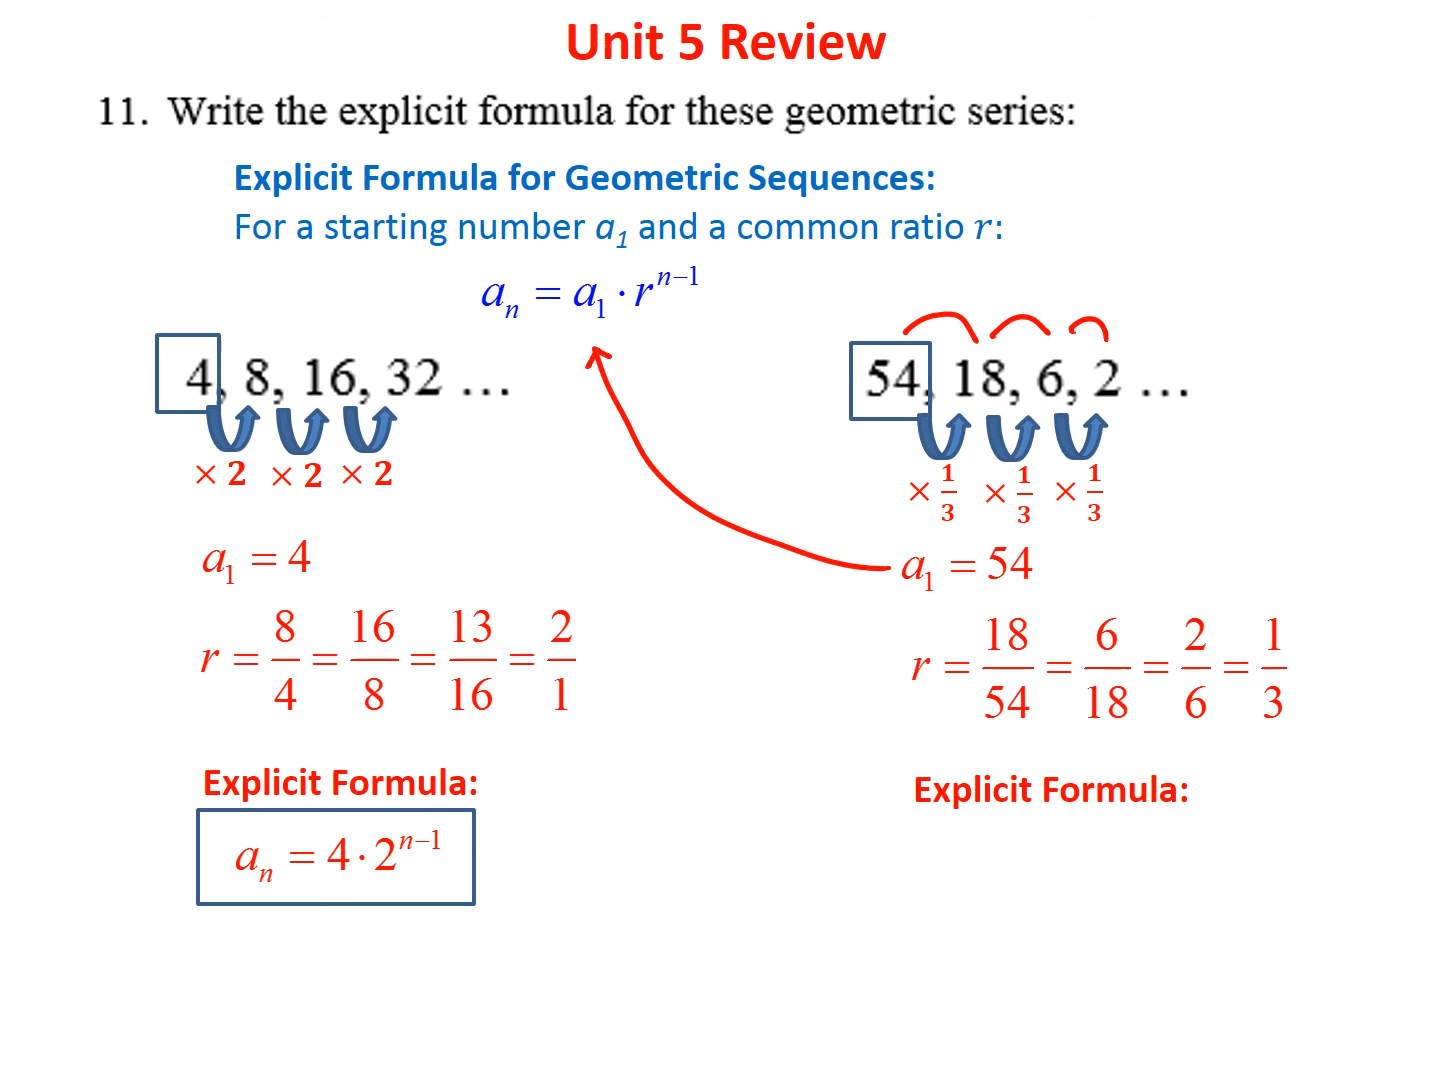 Unit 5 Review
11. Write the explicit formula for these geometric series:
Explicit Formula for Geometric Sequences:
For a starting number a₁ and a common ratio r:
aₙ = a₁ · rⁿ⁻¹
4, 8, 16, 32 …
× 2 × 2 × 2
a₁ = 4
r = 8/4 = 16/8 = 13/16 = 2/1
Explicit Formula:
aₙ = 4 · 2ⁿ⁻¹
54, 18, 6, 2 …
× 1/3 × 1/3 × 1/3
a₁ = 54
r = 18/54 = 6/18 = 2/6 = 1/3
Explicit Formula: